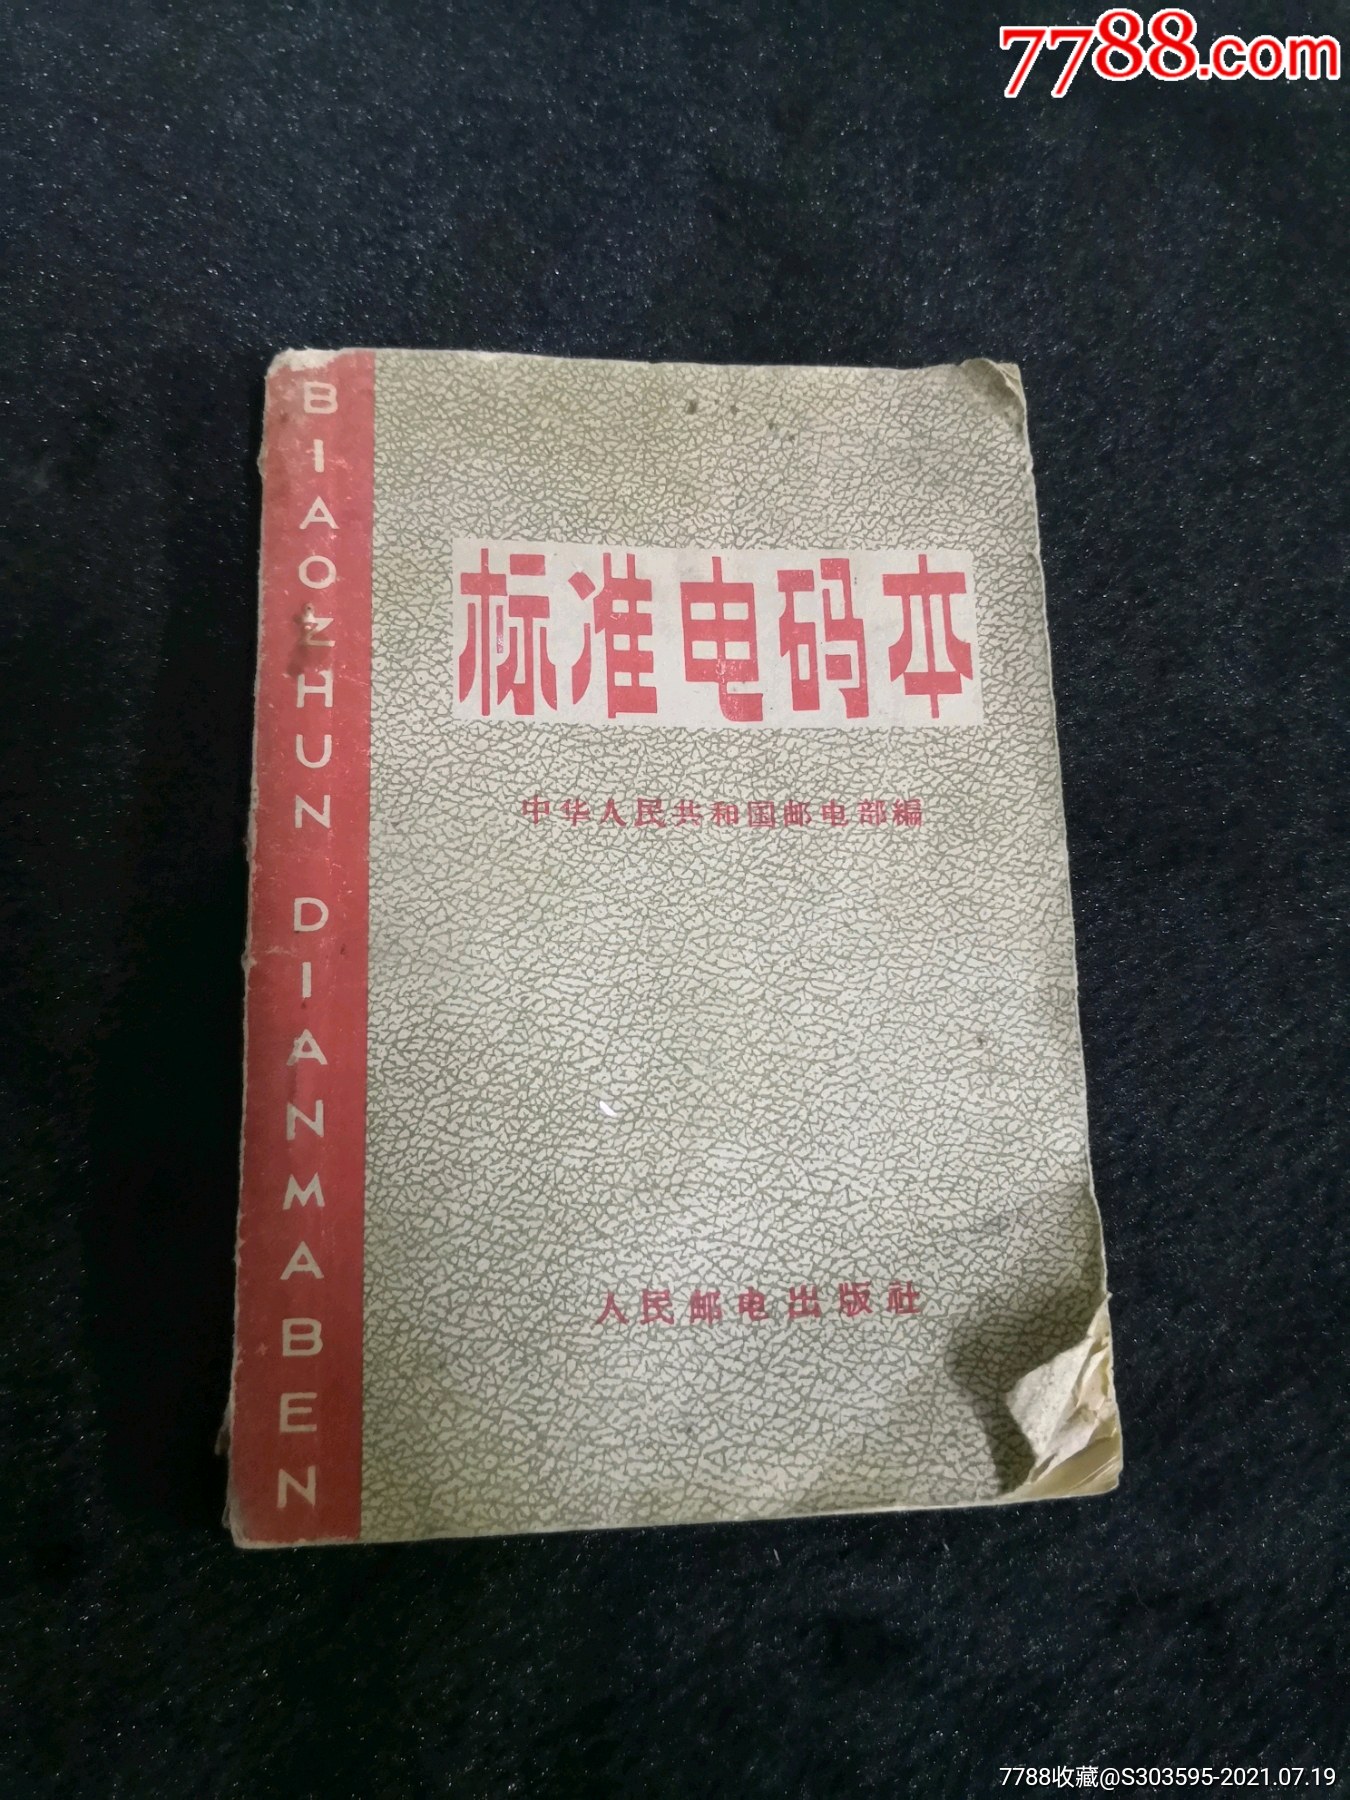 7788.com
BIAOZHUN DIANMABEN
标准电码本
中华人民共和国邮电部编
人民邮电出版社
7788收藏@S303595-2021.07.19